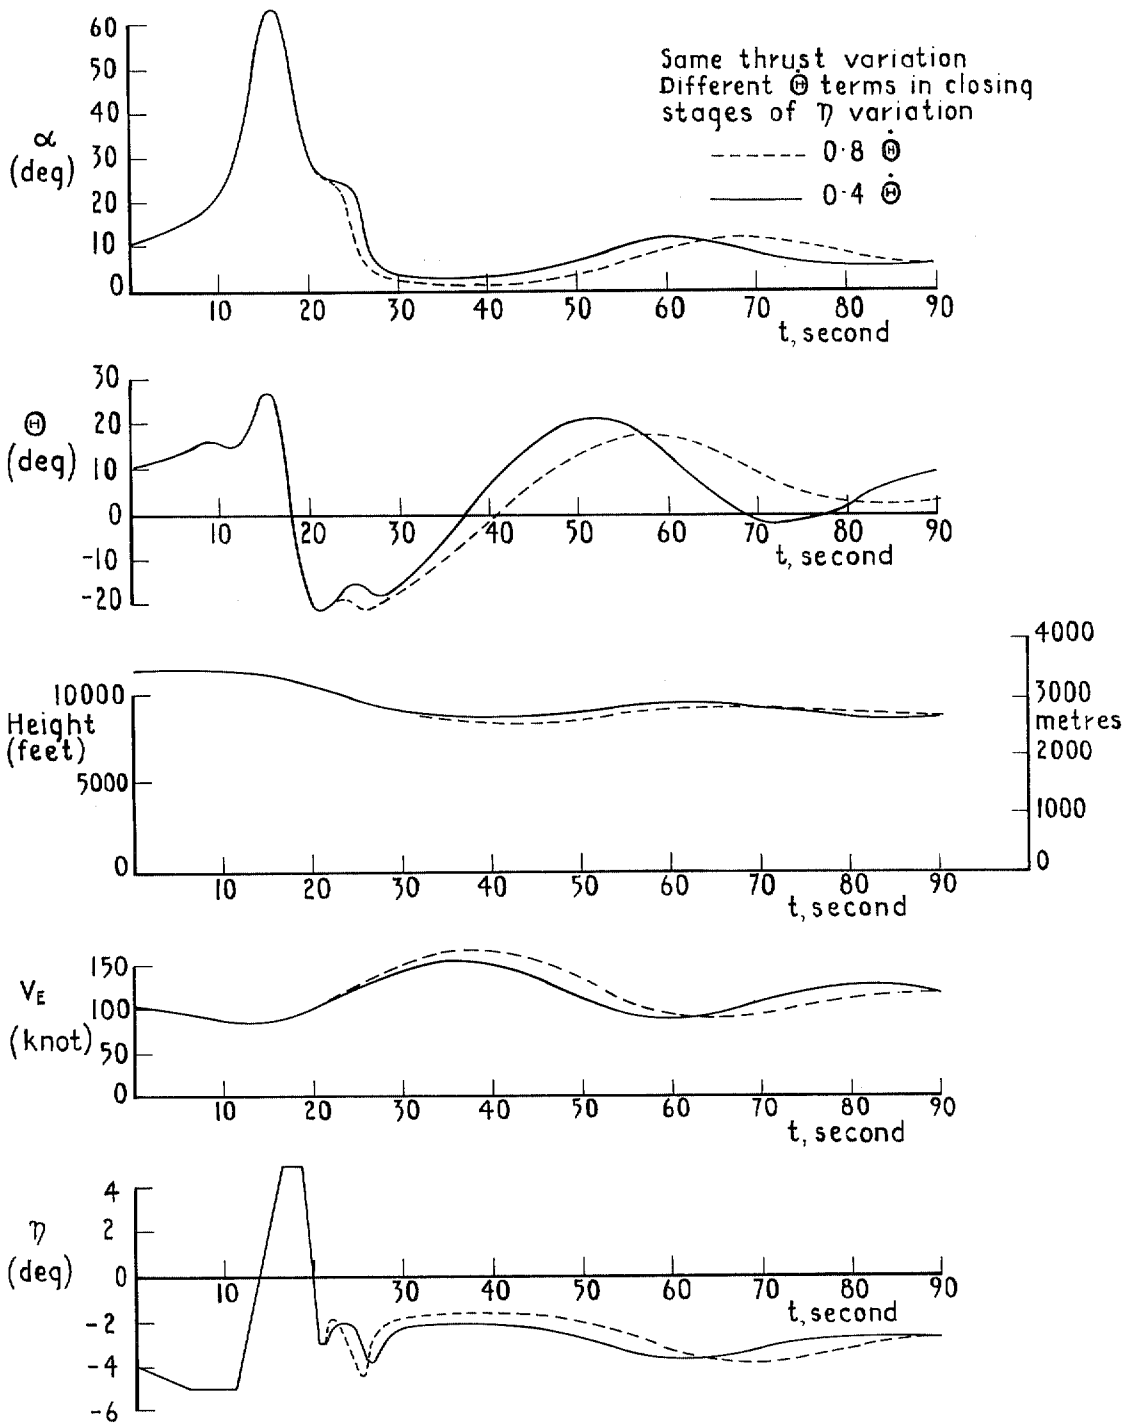 60
50
40
30
20
10
0
α
(deg)
Same thrust variation
Different Θ̇ terms in closing
stages of η variation
0·8 Θ̇
0·4 Θ̇
10 20 30 40 50 60 70 80 90
t, second
30
20
10
0
-10
-20
Θ
(deg)
10 20 30 40 50 60 70 80 90
t, second
10000
5000
0
Height
(feet)
4000
3000
metres
2000
1000
0
10 20 30 40 50 60 70 80 90
t, second
150
100
50
0
VE
(knot)
10 20 30 40 50 60 70 80 90
t, second
4
2
0
-2
-4
-6
η
(deg)
10 20 30 40 50 60 70 80 90
t, second